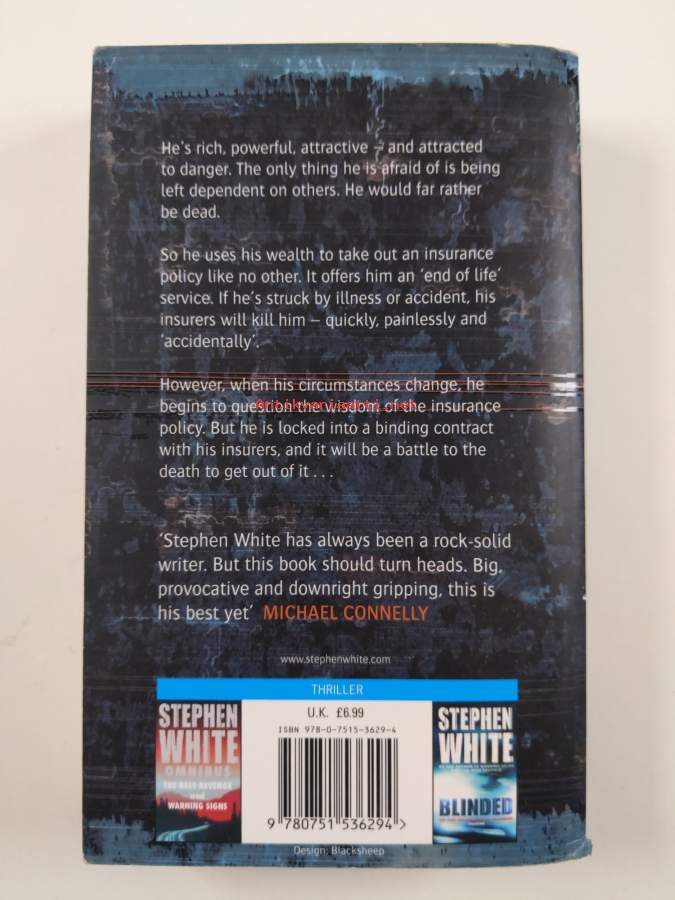 He's rich, powerful, attractive – and attracted
to danger. The only thing he is afraid of is being
left dependent on others. He would far rather
be dead.
So he uses his wealth to take out an insurance
policy like no other. It offers him an 'end of life'
service. If he's struck by illness or accident, his
insurers will kill him – quickly, painlessly and
'accidentally'.
However, when his circumstances change, he
begins to question the wisdom of the insurance
policy. But he is locked into a binding contract
with his insurers, and it will be a battle to the
death to get out of it . . .
'Stephen White has always been a rock-solid
writer. But this book should turn heads. Big,
provocative and downright gripping, this is
his best yet' MICHAEL CONNELLY
www.stephenwhite.com
THRILLER
STEPHEN
WHITE
OMNIBUS
THE BEST REVENGE
and
WARNING SIGNS
U.K. £6.99
ISBN 978-0-7515-3629-4
9 780751 536294 >
STEPHEN
WHITE
BLINDED
Design: Blacksheep